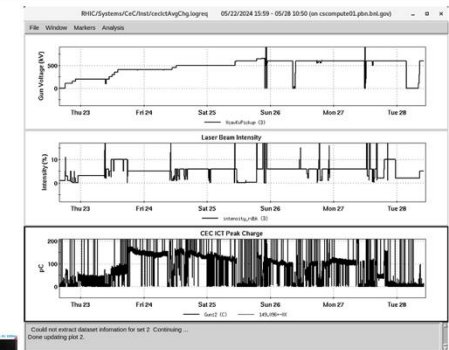 RHIC/Systems/CeC/Inst/cecIctAvgChg.logreq 05/22/2024 15:59 - 05/28 10:50 (on cscompute01.pbn.bnl.gov)
File Window Markers Analysis
Gun Voltage (kV)
500
0
Thu 23 Fri 24 Sat 25 Sun 26 Mon 27 Tue 28
Laser Beam Intensity
Intensity (%)
10
0
Thu 23 Fri 24 Sat 25 Sun 26 Mon 27 Tue 28
CEC ICT Peak Charge
pC
200
100
0
Thu 23 Fri 24 Sat 25 Sun 26 Mon 27 Tue 28
Could not extract dataset information for set 2 Continuing ...
Done updating plot 2.